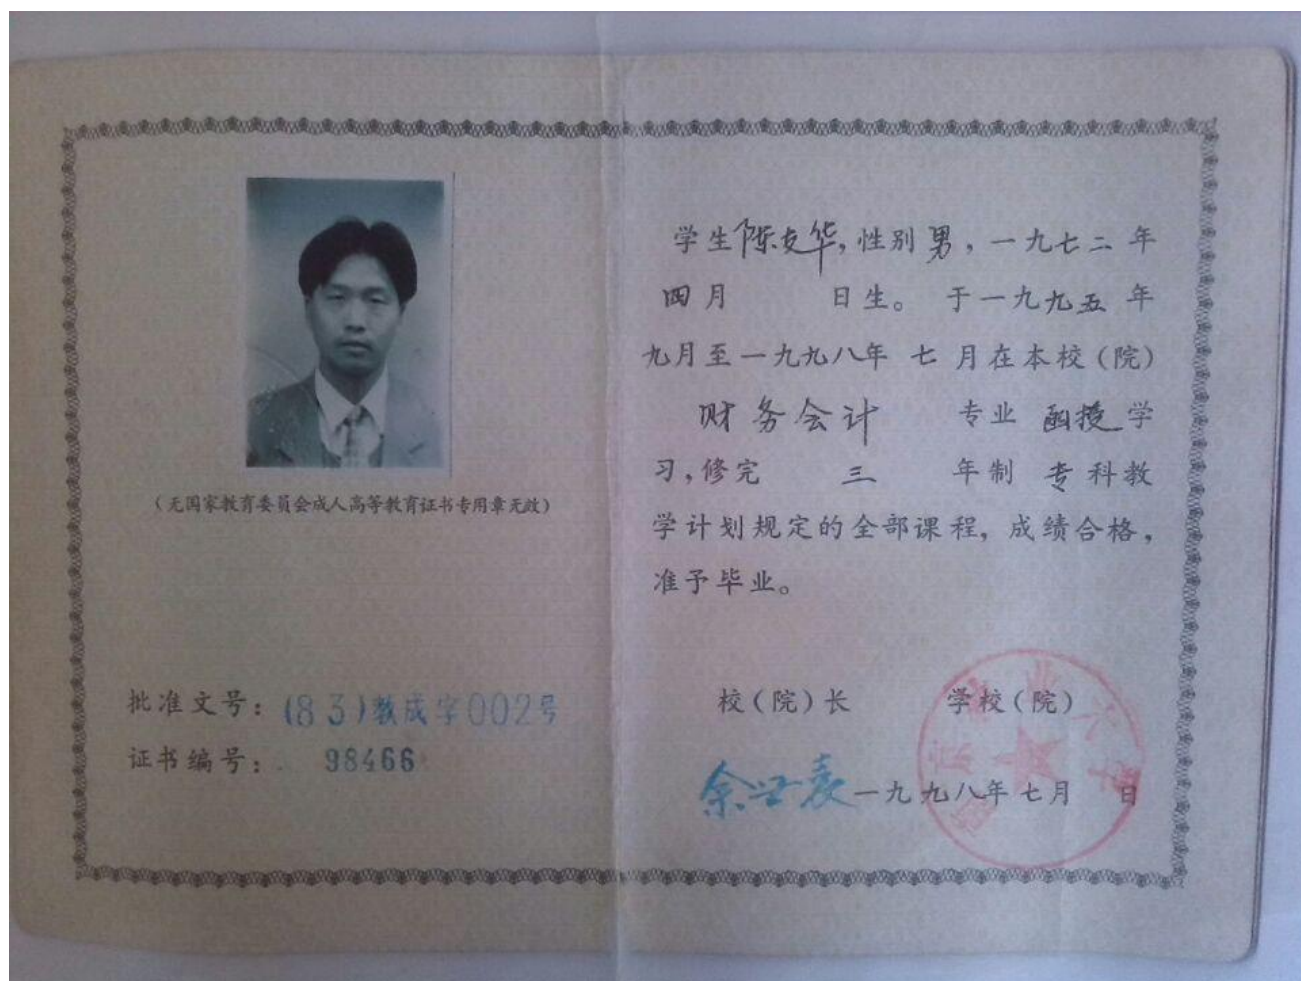 (无国家教育委员会成人高等教育证书专用章无效)
批准文号:(83)教成字002号
证书编号: 98466
学生陈友华,性别男,一九七二年
四月 日生。于一九九五年
九月至一九九八年 七月在本校(院)
财务会计 专业 函授学
习,修完 三 年制 专科教
学计划规定的全部课程,成绩合格,
准予毕业。
校(院)长 学校(院)
一九九八年七月 日